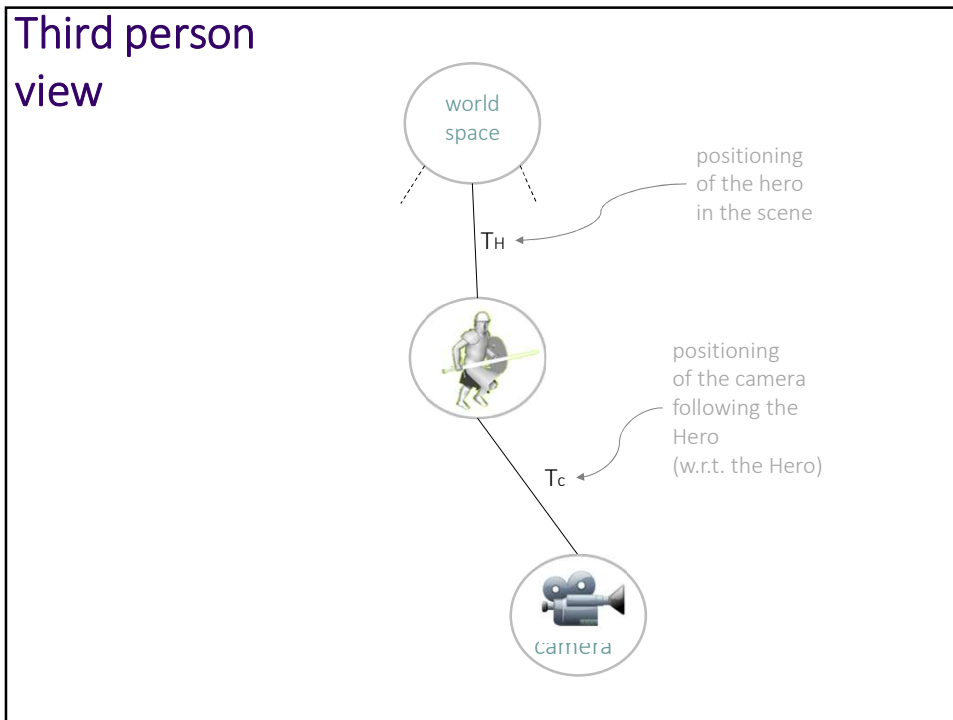 Third person
view
world
space
positioning
of the hero
in the scene
TH
positioning
of the camera
following the
Hero
(w.r.t. the Hero)
Tc
camera